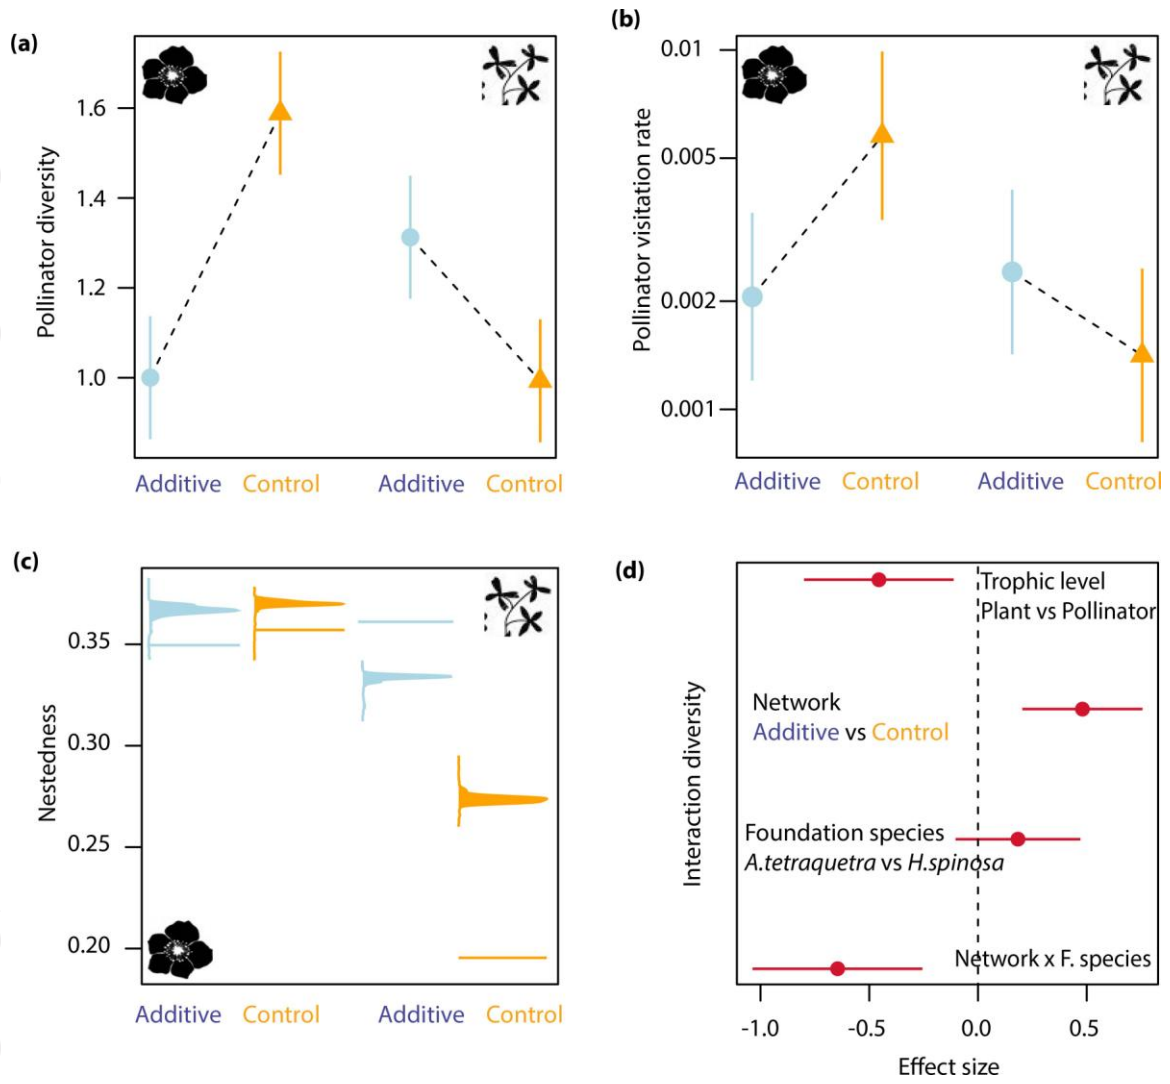 (a)
Pollinator diversity
1.6
1.4
1.2
1.0
Additive Control Additive Control
(b)
Pollinator visitation rate
0.01
0.005
0.002
0.001
Additive Control Additive Control
(c)
Nestedness
0.35
0.30
0.25
0.20
Additive Control Additive Control
(d)
Interaction diversity
Trophic level
Plant vs Pollinator
Network
Additive vs Control
Foundation species
A.tetraquetra vs H.spinosa
Network x F. species
-1.0 -0.5 0.0 0.5
Effect size